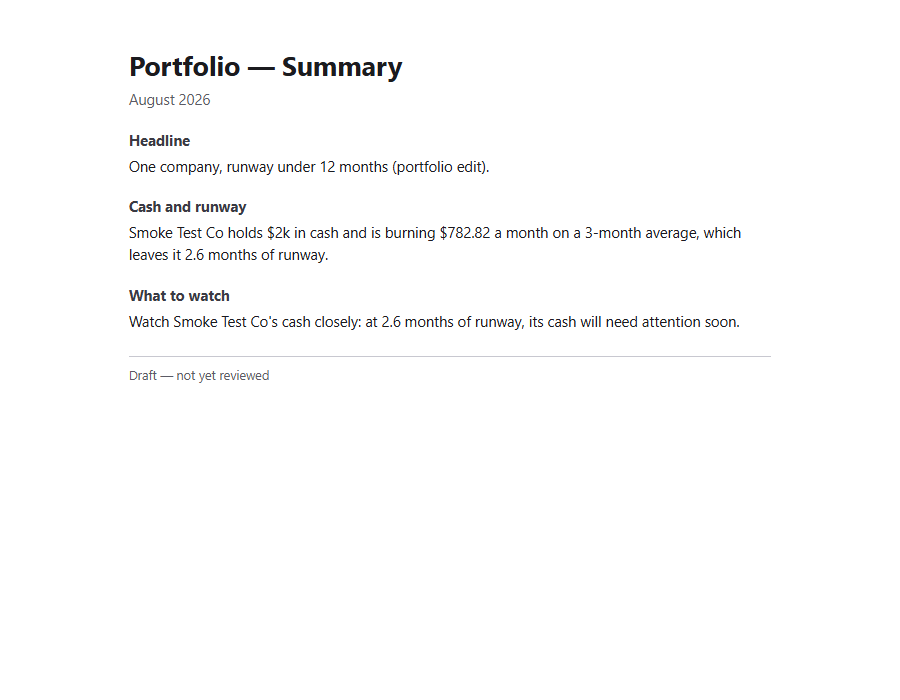 Portfolio — Summary
August 2026
Headline
One company, runway under 12 months (portfolio edit).
Cash and runway
Smoke Test Co holds $2k in cash and is burning $782.82 a month on a 3-month average, which
leaves it 2.6 months of runway.
What to watch
Watch Smoke Test Co's cash closely: at 2.6 months of runway, its cash will need attention soon.
Draft — not yet reviewed